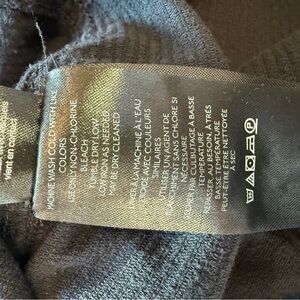 MACHINE WASH COLD WITH LIKE
COLORS
USE ONLY NON-CHLORINE
BLEACH
TUMBLE DRY LOW
LOW IRON AS NEEDED
MAY BE DRY CLEANED
LAVER À LA MACHINE À L'EAU
FROIDE AVEC COULEURS
SIMILAIRES
UTILISER UN AGENT DE
BLANCHIMENT SANS CHLORE SI
NÉCESSAIRE
SÉCHER PAR CULBUTAGE À BASSE
TEMPÉRATURE
REPASSER AU BESOIN, À TRÈS
BASSE TEMPÉRATURE
PEUT-ÊTRE ÊTRE NETTOYÉE
À SEC